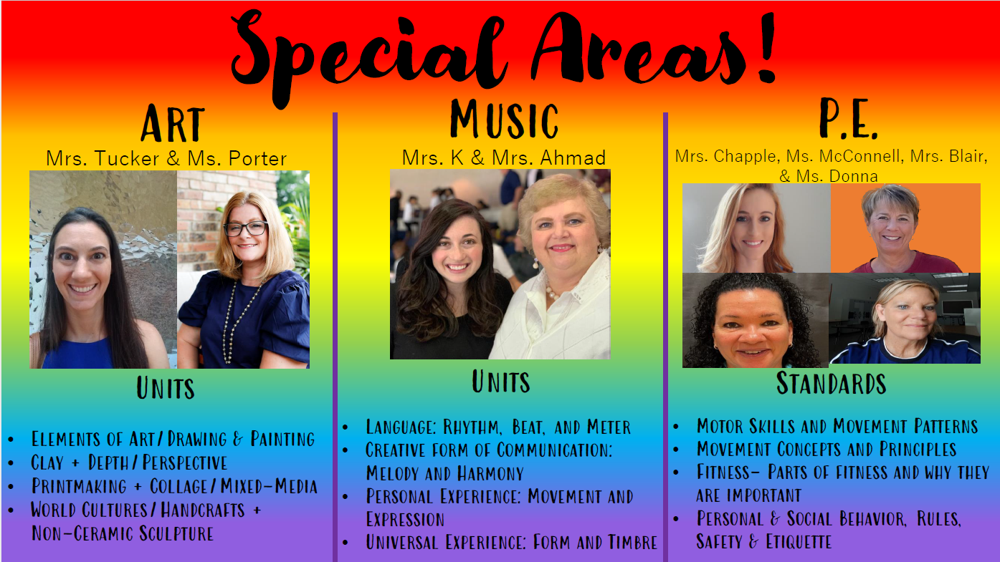 Special Areas!
ART
Mrs. Tucker & Ms. Porter
UNITS
• ELEMENTS OF ART/DRAWING & PAINTING
• CLAY + DEPTH/PERSPECTIVE
• PRINTMAKING + COLLAGE/MIXED-MEDIA
• WORLD CULTURES/HANDCRAFTS +
NON-CERAMIC SCULPTURE
MUSIC
Mrs. K & Mrs. Ahmad
UNITS
• LANGUAGE: RHYTHM, BEAT, AND METER
• CREATIVE FORM OF COMMUNICATION:
MELODY AND HARMONY
• PERSONAL EXPERIENCE: MOVEMENT AND
EXPRESSION
• UNIVERSAL EXPERIENCE: FORM AND TIMBRE
P.E.
Mrs. Chapple, Ms. McConnell, Mrs. Blair,
& Ms. Donna
STANDARDS
• MOTOR SKILLS AND MOVEMENT PATTERNS
• MOVEMENT CONCEPTS AND PRINCIPLES
• FITNESS- PARTS OF FITNESS AND WHY THEY
ARE IMPORTANT
• PERSONAL & SOCIAL BEHAVIOR, RULES,
SAFETY & ETIQUETTE